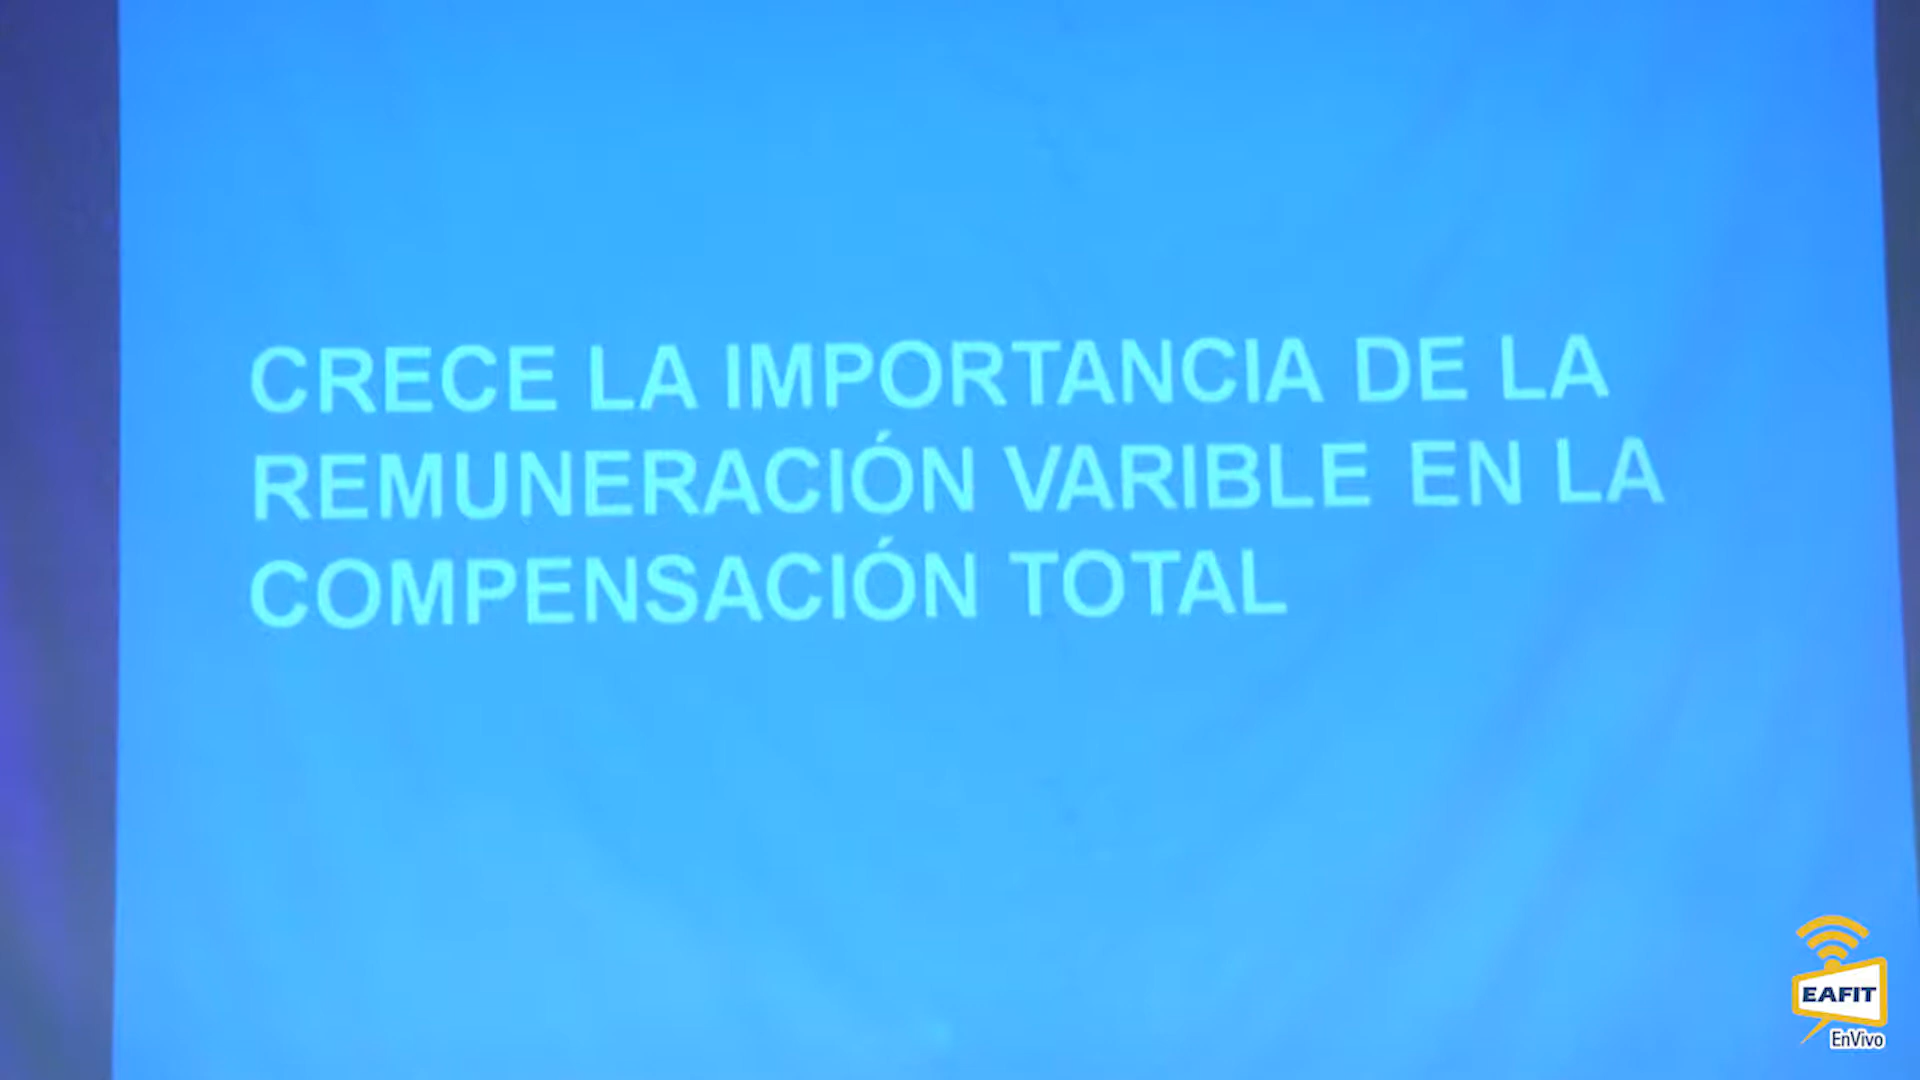 CRECE LA IMPORTANCIA DE LA
REMUNERACIÓN VARIBLE EN LA
COMPENSACIÓN TOTAL
EAFIT
EnVivo